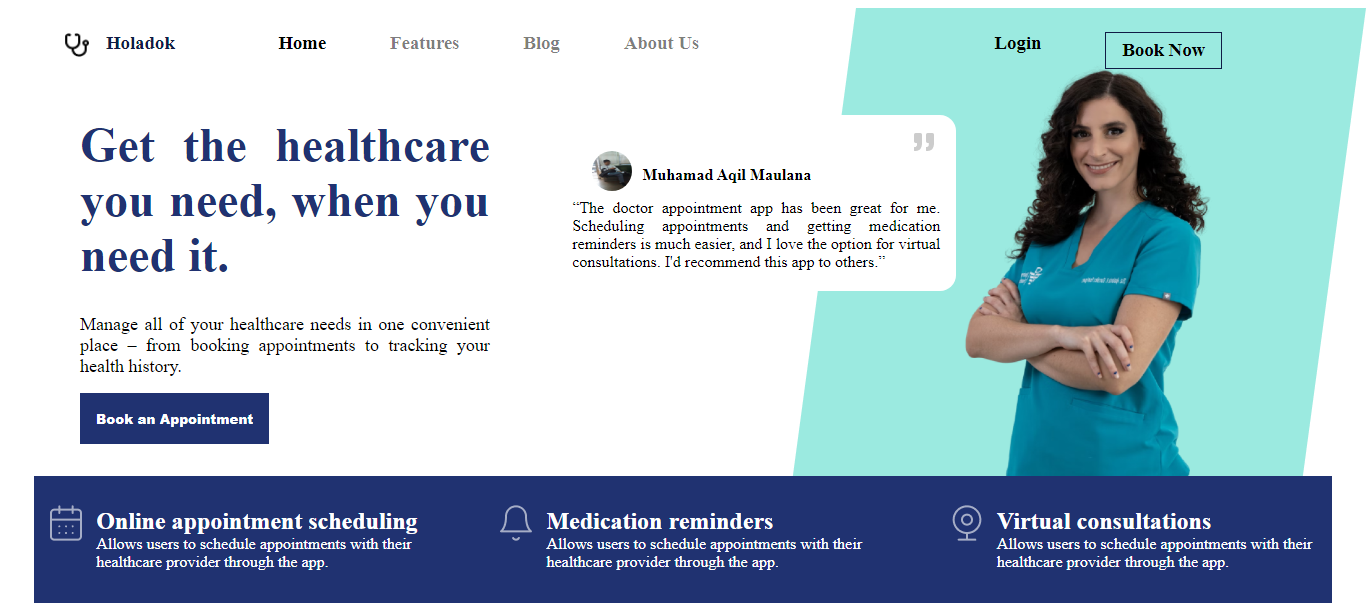 Holadok
Home
Features
Blog
About Us
Login
Book Now
Get the healthcare
you need, when you
need it.
Manage all of your healthcare needs in one convenient
place – from booking appointments to tracking your
health history.
Book an Appointment
”
Muhamad Aqil Maulana
“The doctor appointment app has been great for me.
Scheduling appointments and getting medication
reminders is much easier, and I love the option for virtual
consultations. I'd recommend this app to others.”
Online appointment scheduling
Allows users to schedule appointments with their
healthcare provider through the app.
Medication reminders
Allows users to schedule appointments with their
healthcare provider through the app.
Virtual consultations
Allows users to schedule appointments with their
healthcare provider through the app.